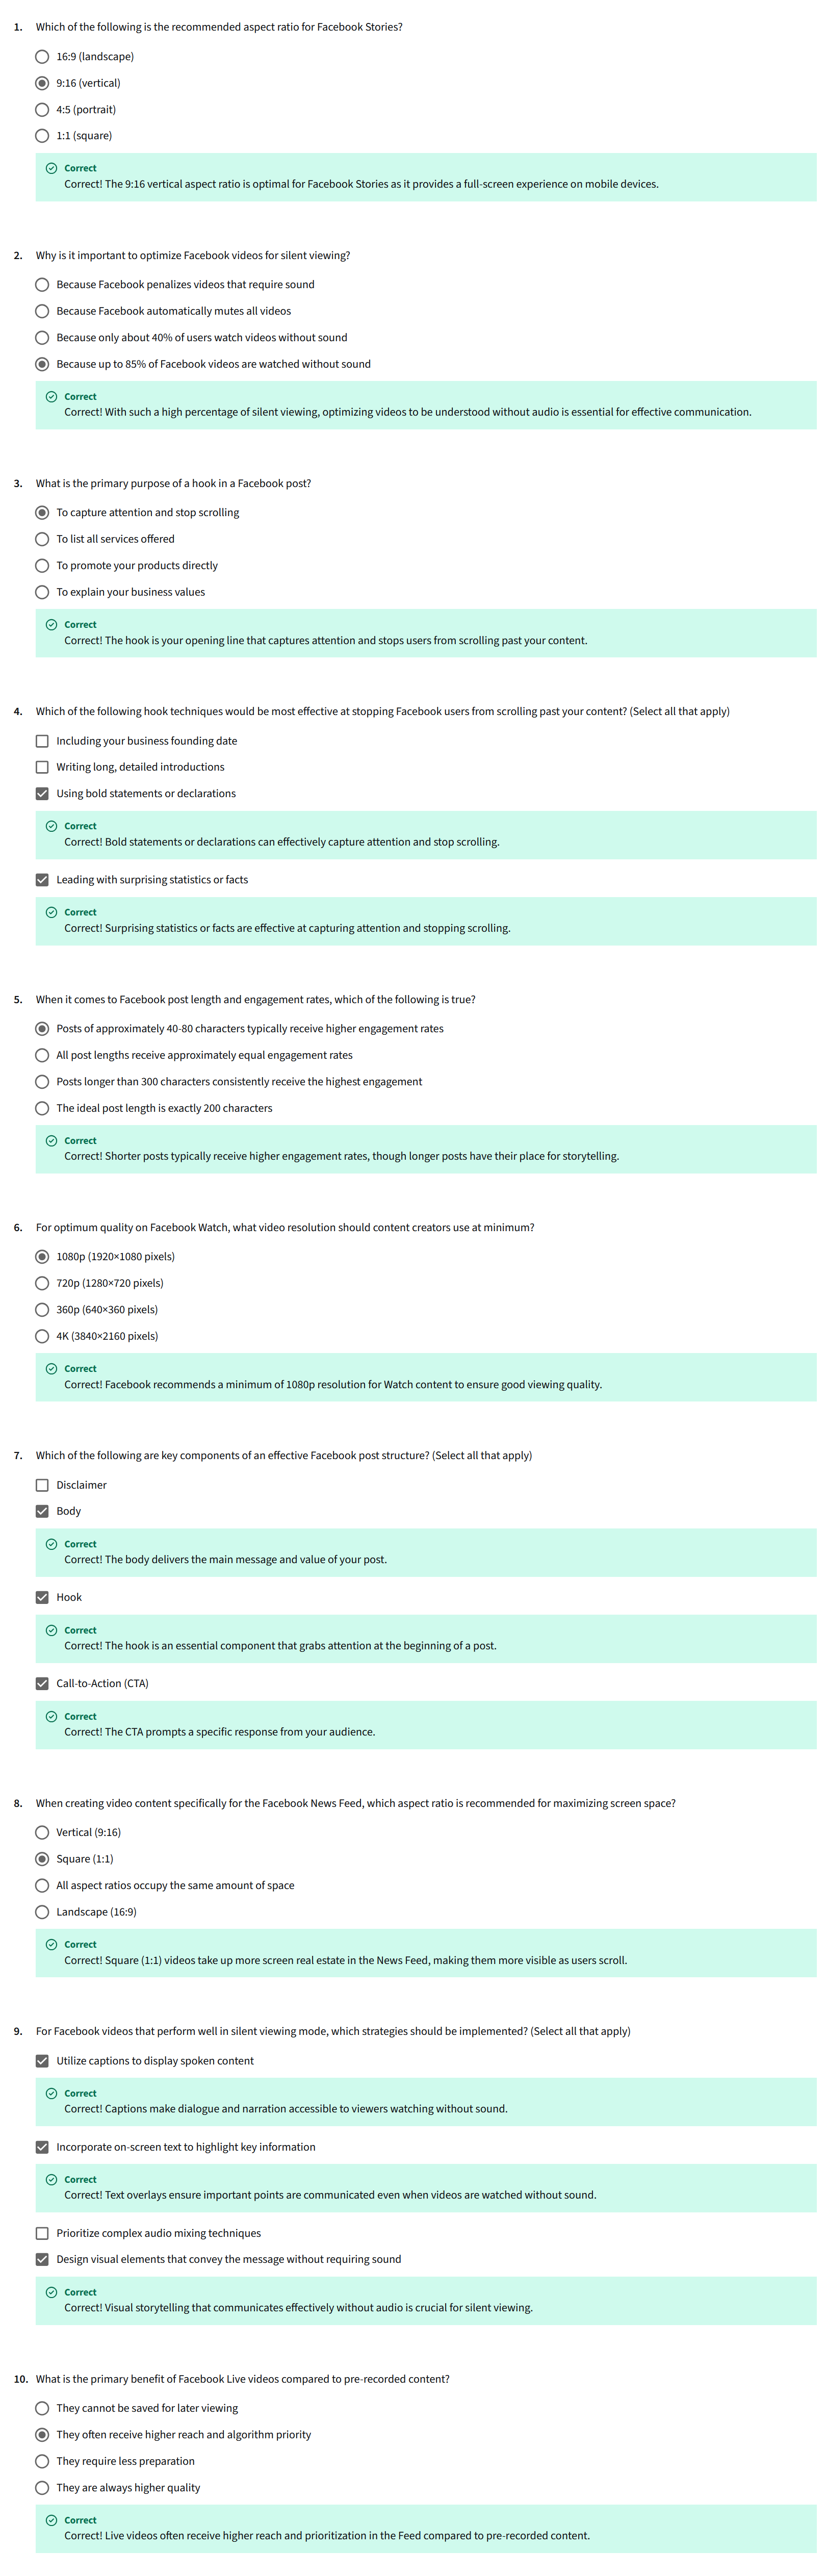 1. Which of the following is the recommended aspect ratio for Facebook Stories?
16:9 (landscape)
9:16 (vertical)
4:5 (portrait)
1:1 (square)
Correct
Correct! The 9:16 vertical aspect ratio is optimal for Facebook Stories as it provides a full-screen experience on mobile devices.
2. Why is it important to optimize Facebook videos for silent viewing?
Because Facebook penalizes videos that require sound
Because Facebook automatically mutes all videos
Because only about 40% of users watch videos without sound
Because up to 85% of Facebook videos are watched without sound
Correct
Correct! With such a high percentage of silent viewing, optimizing videos to be understood without audio is essential for effective communication.
3. What is the primary purpose of a hook in a Facebook post?
To capture attention and stop scrolling
To list all services offered
To promote your products directly
To explain your business values
Correct
Correct! The hook is your opening line that captures attention and stops users from scrolling past your content.
4. Which of the following hook techniques would be most effective at stopping Facebook users from scrolling past your content? (Select all that apply)
Including your business founding date
Writing long, detailed introductions
Using bold statements or declarations
Correct
Correct! Bold statements or declarations can effectively capture attention and stop scrolling.
Leading with surprising statistics or facts
Correct
Correct! Surprising statistics or facts are effective at capturing attention and stopping scrolling.
5. When it comes to Facebook post length and engagement rates, which of the following is true?
Posts of approximately 40-80 characters typically receive higher engagement rates
All post lengths receive approximately equal engagement rates
Posts longer than 300 characters consistently receive the highest engagement
The ideal post length is exactly 200 characters
Correct
Correct! Shorter posts typically receive higher engagement rates, though longer posts have their place for storytelling.
6. For optimum quality on Facebook Watch, what video resolution should content creators use at minimum?
1080p (1920×1080 pixels)
720p (1280×720 pixels)
360p (640×360 pixels)
4K (3840×2160 pixels)
Correct
Correct! Facebook recommends a minimum of 1080p resolution for Watch content to ensure good viewing quality.
7. Which of the following are key components of an effective Facebook post structure? (Select all that apply)
Disclaimer
Body
Correct
Correct! The body delivers the main message and value of your post.
Hook
Correct
Correct! The hook is an essential component that grabs attention at the beginning of a post.
Call-to-Action (CTA)
Correct
Correct! The CTA prompts a specific response from your audience.
8. When creating video content specifically for the Facebook News Feed, which aspect ratio is recommended for maximizing screen space?
Vertical (9:16)
Square (1:1)
All aspect ratios occupy the same amount of space
Landscape (16:9)
Correct
Correct! Square (1:1) videos take up more screen real estate in the News Feed, making them more visible as users scroll.
9. For Facebook videos that perform well in silent viewing mode, which strategies should be implemented? (Select all that apply)
Utilize captions to display spoken content
Correct
Correct! Captions make dialogue and narration accessible to viewers watching without sound.
Incorporate on-screen text to highlight key information
Correct
Correct! Text overlays ensure important points are communicated even when videos are watched without sound.
Prioritize complex audio mixing techniques
Design visual elements that convey the message without requiring sound
Correct
Correct! Visual storytelling that communicates effectively without audio is crucial for silent viewing.
10. What is the primary benefit of Facebook Live videos compared to pre-recorded content?
They cannot be saved for later viewing
They often receive higher reach and algorithm priority
They require less preparation
They are always higher quality
Correct
Correct! Live videos often receive higher reach and prioritization in the Feed compared to pre-recorded content.